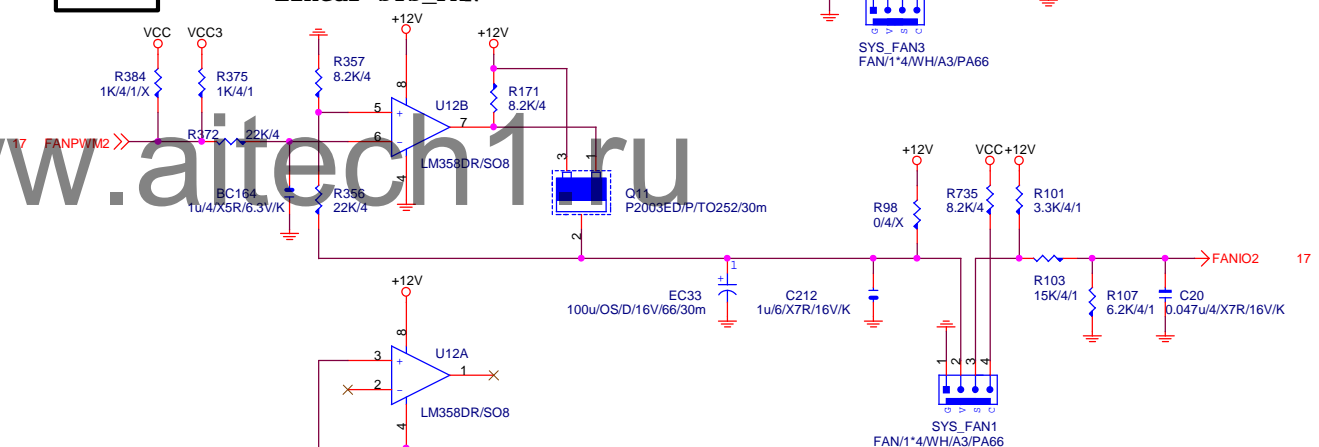 +12V
G V S C
SYS_FAN3
FAN/1*4/WH/A3/PA66
VCC
VCC3
+12V
R384
1K/4/1/X
R375
1K/4/1
R357
8.2K/4
R171
8.2K/4
8
5
+
6
-
7
4
U12B
LM358DR/SO8
17 FANPWM2
R372 22K/4
www.aitech1.ru
BC164
1u/4/X5R/6.3V/K
R356
22K/4
3
1
2
Q11
P2003ED/P/TO252/30m
+12V
VCC
+12V
R98
0/4/X
R735
8.2K/4
R101
3.3K/4/1
FANIO2 17
+12V
1
+
EC33
100u/OS/D/16V/66/30m
C212
1u/6/X7R/16V/K
R103
15K/4/1
R107
6.2K/4/1
C20
0.047u/4/X7R/16V/K
8
3
+
2
-
1
4
U12A
LM358DR/SO8
1 2 3 4
G V S C
SYS_FAN1
FAN/1*4/WH/A3/PA66